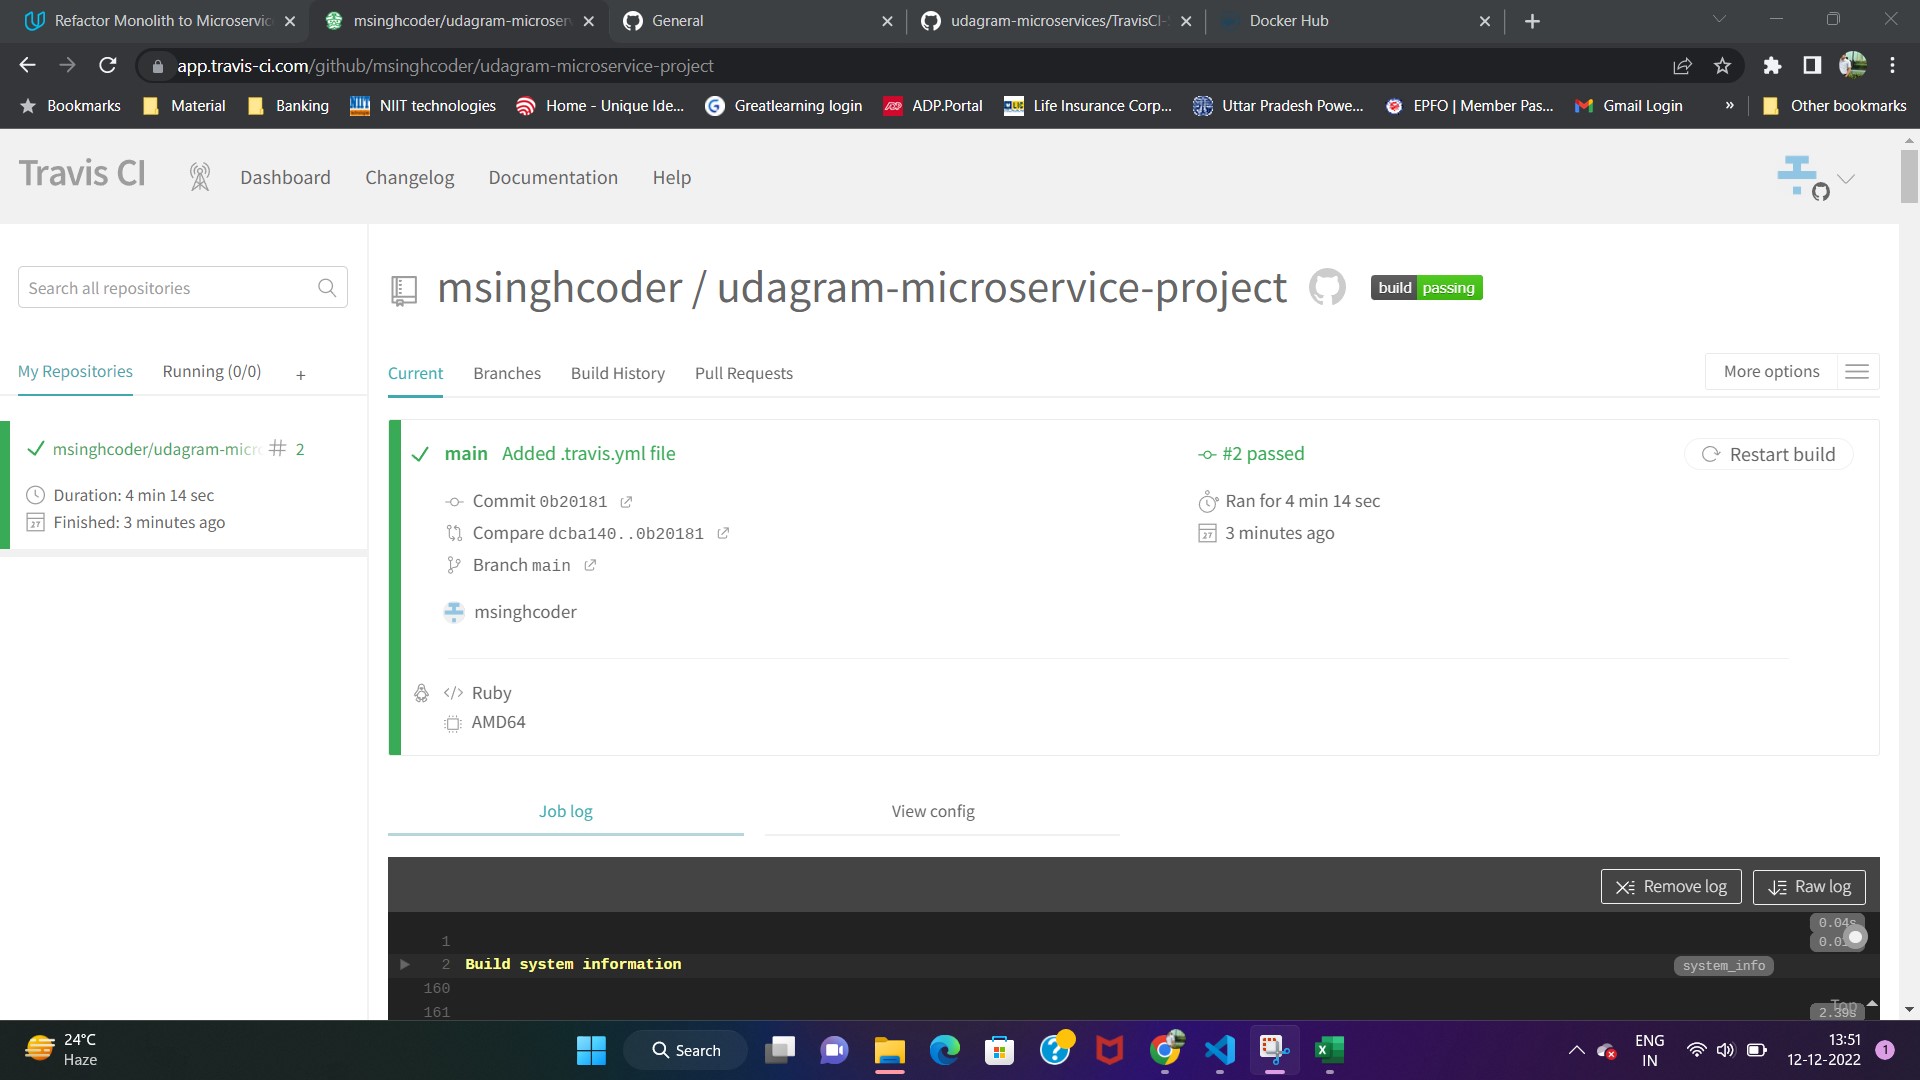 Refactor Monolith to Microservic
msinghcoder/udagram-microser
General
udagram-microservices/TravisCI-
Docker Hub
app.travis-ci.com/github/msinghcoder/udagram-microservice-project
Bookmarks
Material
Banking
NIIT technologies
Home - Unique Ide...
Greatlearning login
ADP.Portal
Life Insurance Corp...
Uttar Pradesh Powe...
EPFO | Member Pas...
Gmail Login
»
Other bookmarks
Travis CI
Dashboard
Changelog
Documentation
Help
Search all repositories
My Repositories
Running (0/0)
+
msinghcoder/udagram-micro
# 2
Duration: 4 min 14 sec
Finished: 3 minutes ago
msinghcoder / udagram-microservice-project
build passing
Current
Branches
Build History
Pull Requests
More options
main Added .travis.yml file
#2 passed
Restart build
Commit 0b20181
Ran for 4 min 14 sec
Compare dcba140..0b20181
3 minutes ago
Branch main
msinghcoder
Ruby
AMD64
Job log
View config
Remove log
Raw log
0.04s
1
2 Build system information
system_info
160
161
Top
2.39s
24°C
Haze
Search
ENG
IN
13:51
12-12-2022
1